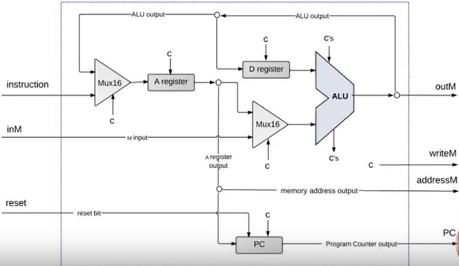 ALU output
ALU output
C
C
C's
Mux16
A register
D register
ALU
instruction
outM
C
Mux16
inM
M input
C's
writeM
A register
output
C
C
addressM
memory address output
reset
reset bit
C
PC
PC
Program Counter output